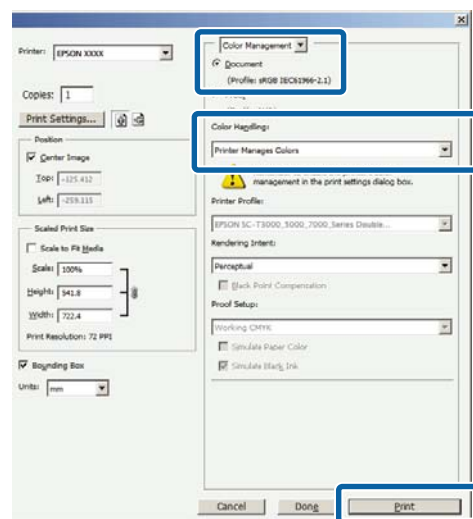 Printer: EPSON XXXX
Copies: 1
Print Settings...
Position
Center Image
Top: -125.412
Left: -259.115
Scaled Print Size
Scale to Fit Media
Scale: 100%
Height: 541.8
Width: 722.4
Print Resolution: 72 PPI
Bounding Box
Units: mm
Color Management
Document
(Profile: sRGB IEC61966-2.1)
Color Handling:
Printer Manages Colors
management in the print settings dialog box.
Printer Profile:
EPSON SC-T3000_5000_7000_Series Double...
Rendering Intent:
Perceptual
Black Point Compensation
Proof Setup:
Working CMYK
Simulate Paper Color
Simulate Black Ink
Cancel
Done
Print